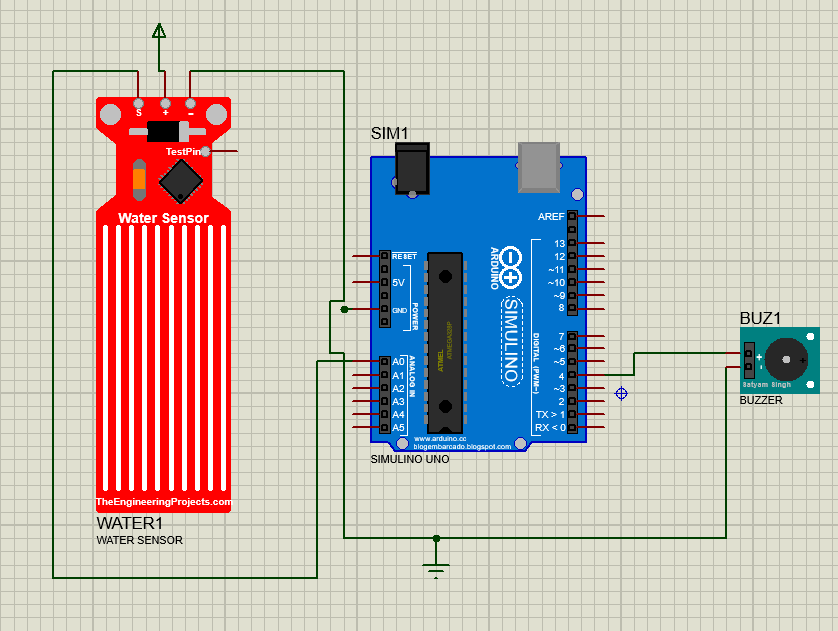 S + -
TestPin
Water Sensor
TheEngineeringProjects.com
WATER1
WATER SENSOR
SIM1
RESET
5V
GND
POWER
A0
A1
A2
A3
A4
A5
ANALOG IN
ATMEL
ATMEGA328P
ARDUINO
SIMULINO
AREF
13
12
~11
~10
~9
8
7
~6
~5
4
~3
2
TX > 1
RX < 0
DIGITAL (PWM~)
www.arduino.cc
blogembarcado.blogspot.com
SIMULINO UNO
BUZ1
+
-
+
Satyam Singh
BUZZER